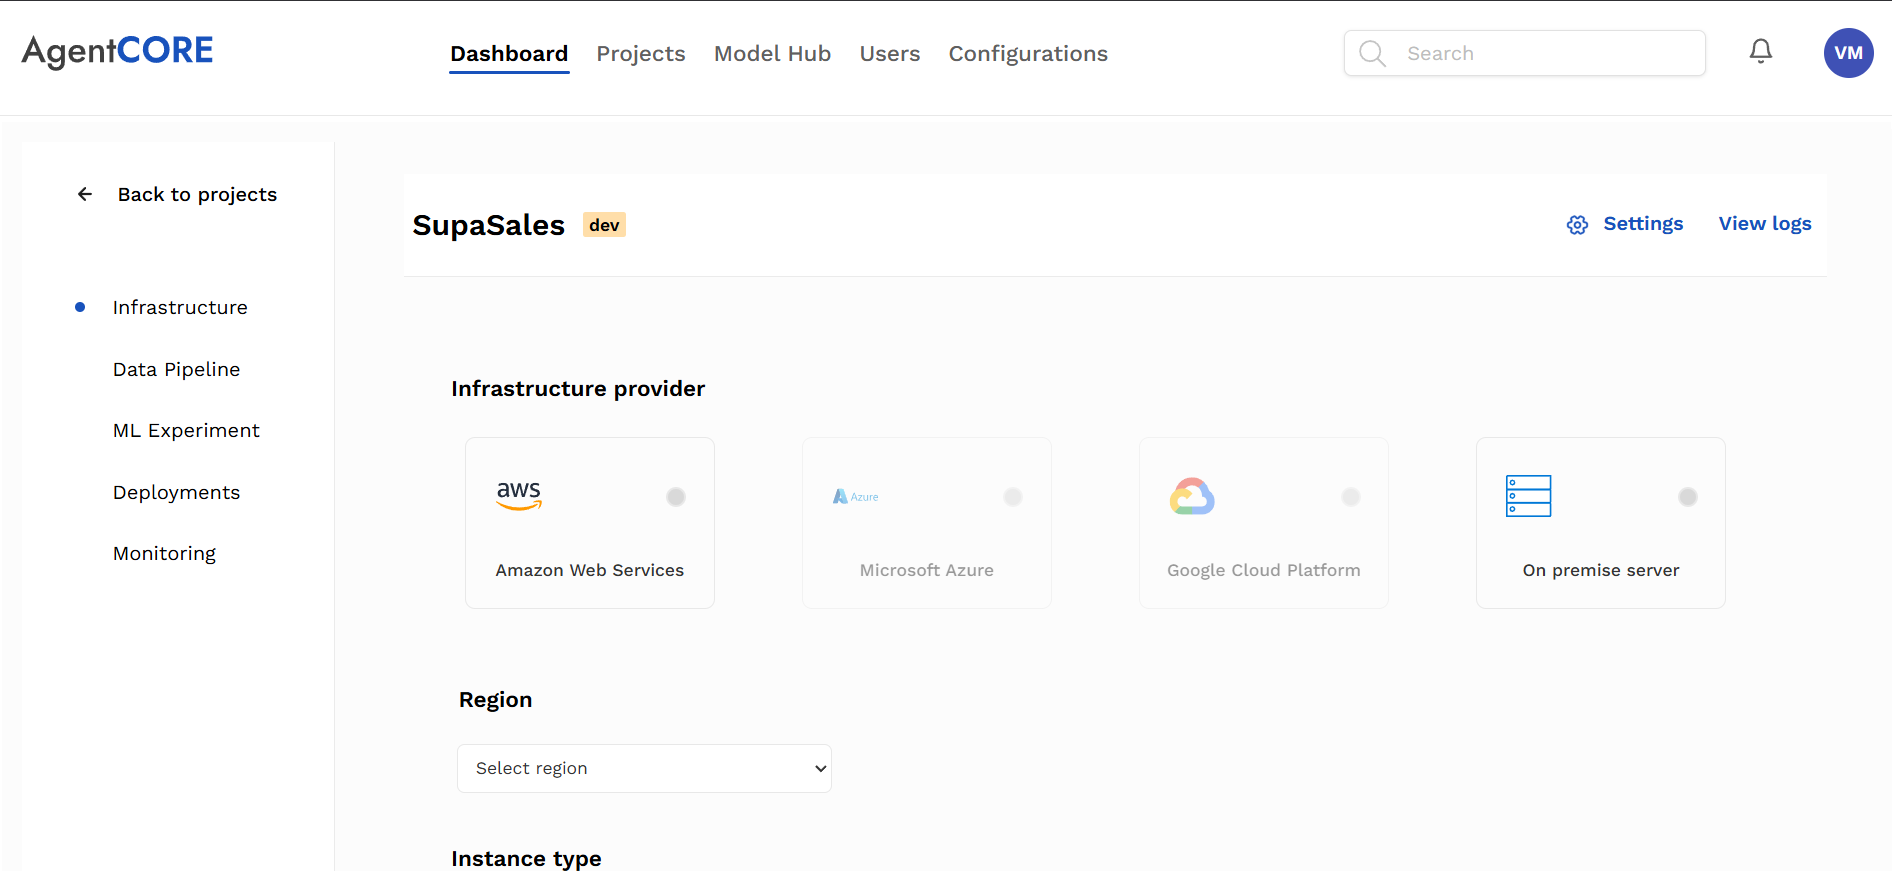 AgentCORE
Dashboard Projects Model Hub Users Configurations
Search
VM
Back to projects
Infrastructure
Data Pipeline
ML Experiment
Deployments
Monitoring
SupaSales dev
Settings View logs
Infrastructure provider
aws
Amazon Web Services
Azure
Microsoft Azure
Google Cloud Platform
On premise server
Region
Select region
Instance type